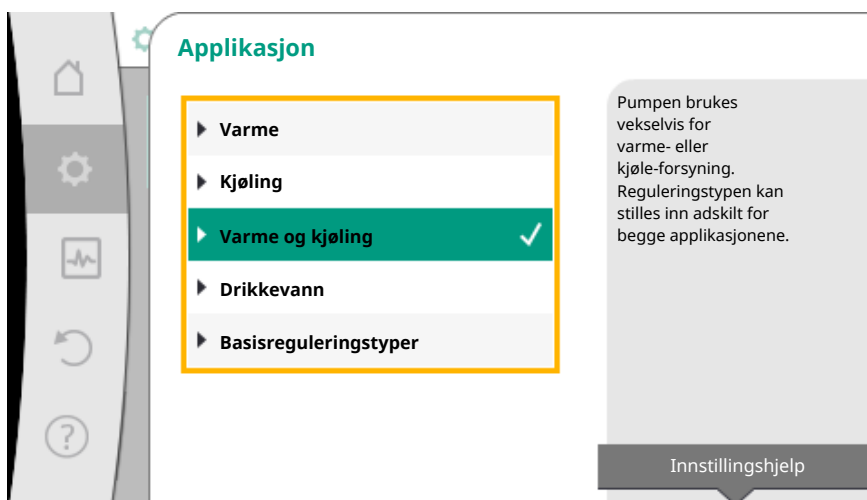 Applikasjon
Varme
Kjøling
Varme og kjøling
Drikkevann
Basisreguleringstyper
Pumpen brukes
vekselvis for
varme- eller
kjøle-forsyning.
Reguleringstypen kan
stilles inn adskilt for
begge applikasjonene.
Innstillingshjelp
?